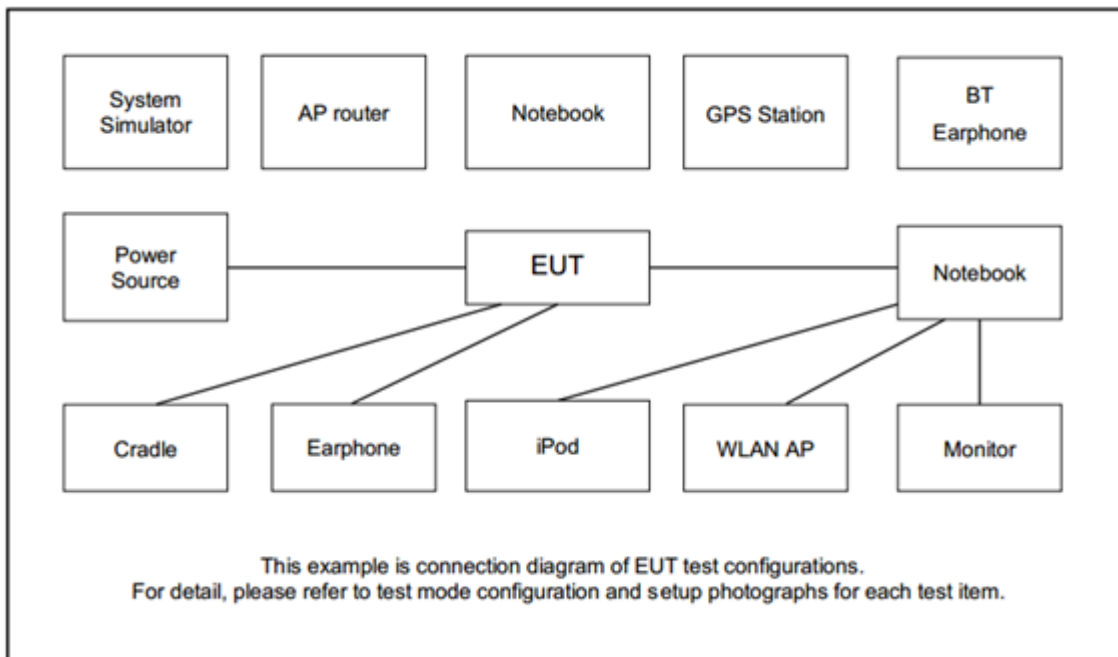 System
Simulator
AP router
Notebook
GPS Station
BT
Earphone
Power
Source
EUT
Notebook
Cradle
Earphone
iPod
WLAN AP
Monitor
This example is connection diagram of EUT test configurations.
For detail, please refer to test mode configuration and setup photographs for each test item.